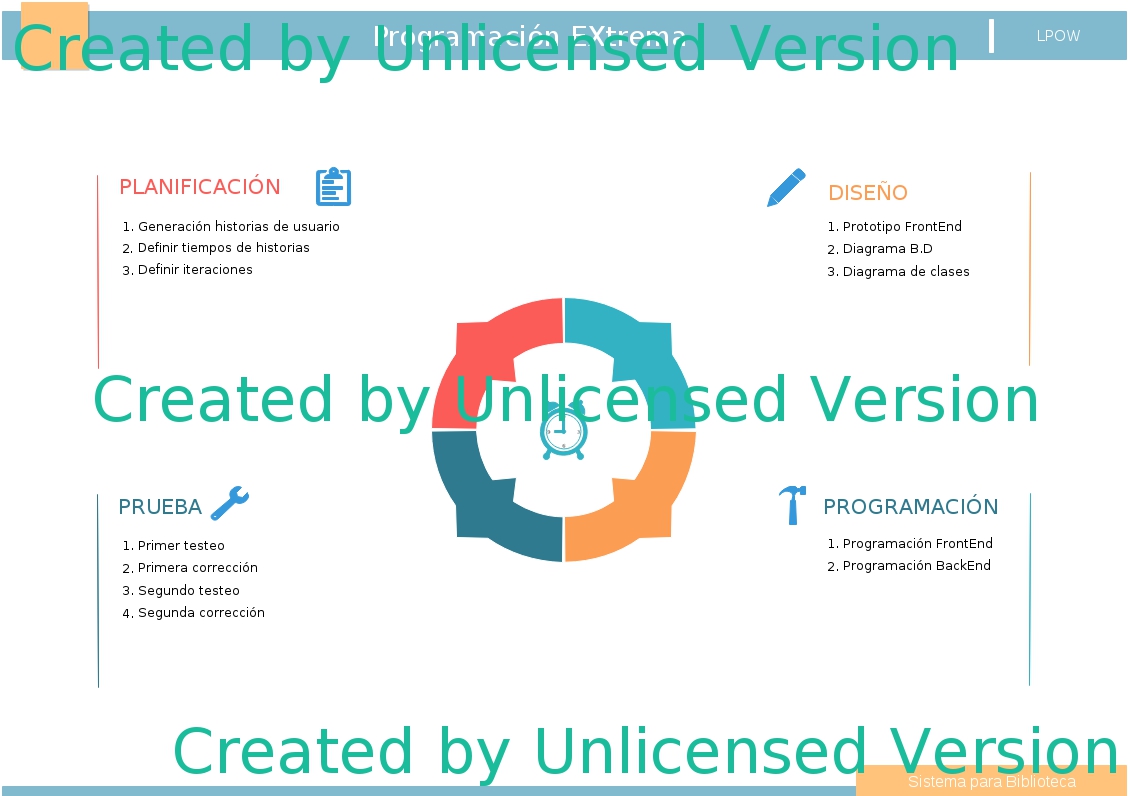 Programación EXtrema
LPOW
Created by Unlicensed Version
PLANIFICACIÓN
1. Generación historias de usuario
2. Definir tiempos de historias
3. Definir iteraciones
DISEÑO
1. Prototipo FrontEnd
2. Diagrama B.D
3. Diagrama de clases
Created by Unlicensed Version
PRUEBA
1. Primer testeo
2. Primera corrección
3. Segundo testeo
4. Segunda corrección
PROGRAMACIÓN
1. Programación FrontEnd
2. Programación BackEnd
Created by Unlicensed Version
Sistema para Biblioteca